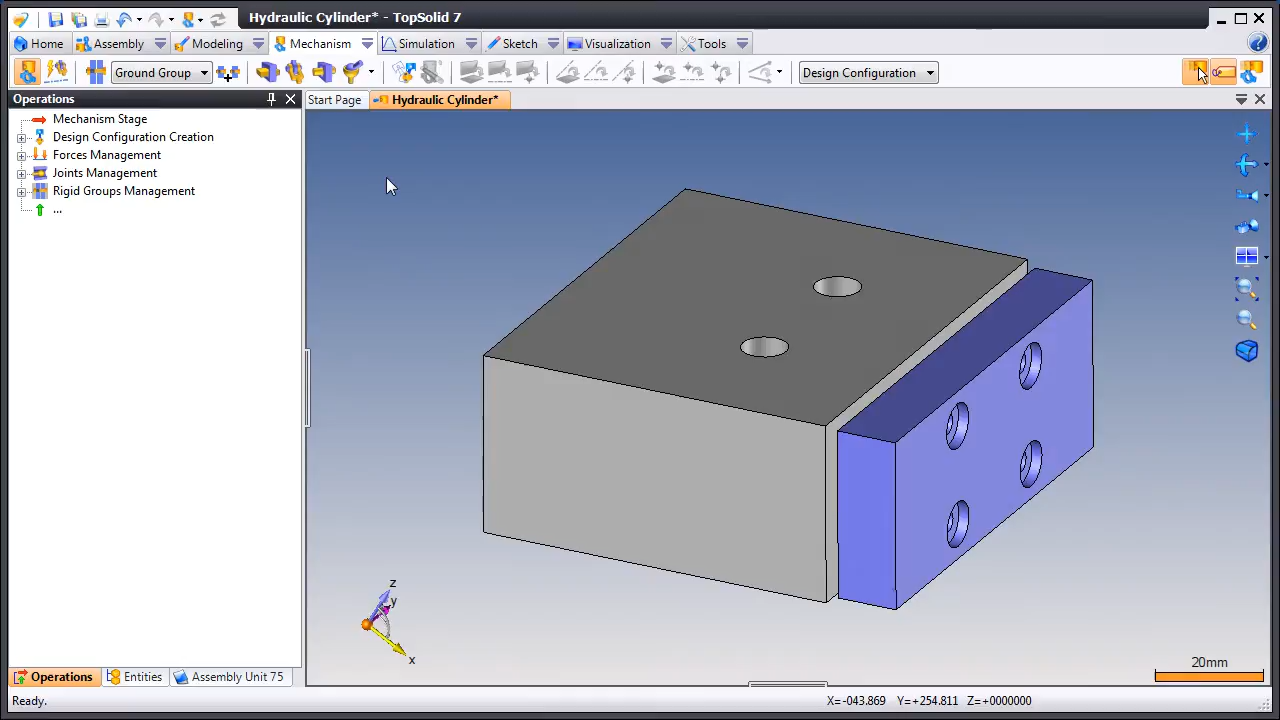 Hydraulic Cylinder* - TopSolid 7
Home Assembly Modeling Mechanism Simulation Sketch Visualization Tools
Ground Group Design Configuration
Operations
Start Page Hydraulic Cylinder*
Mechanism Stage
Design Configuration Creation
Forces Management
Joints Management
Rigid Groups Management
...
z
y
x
20mm
Operations Entities Assembly Unit 75
Ready. X=-043.869 Y=+254.811 Z=+0000000